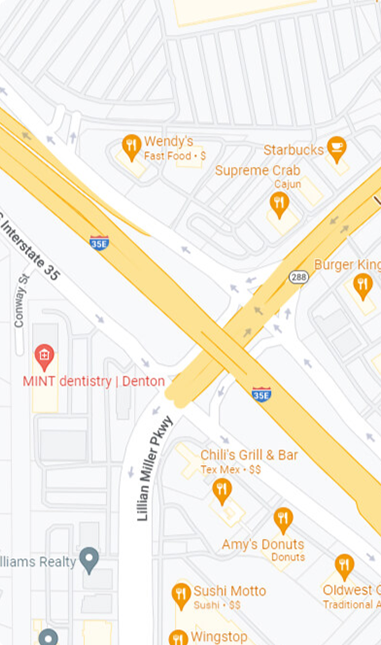 Wendy's
Fast Food • $
Starbucks
Supreme Crab
Cajun
35E
S Interstate 35
288
Burger King
Conway St
MINT dentistry | Denton
35E
Lillian Miller Pkwy
Chili's Grill & Bar
Tex Mex • $$
Amy's Donuts
Donuts
lliams Realty
Oldwest C
Traditional A
Sushi Motto
Sushi • $$
Wingstop